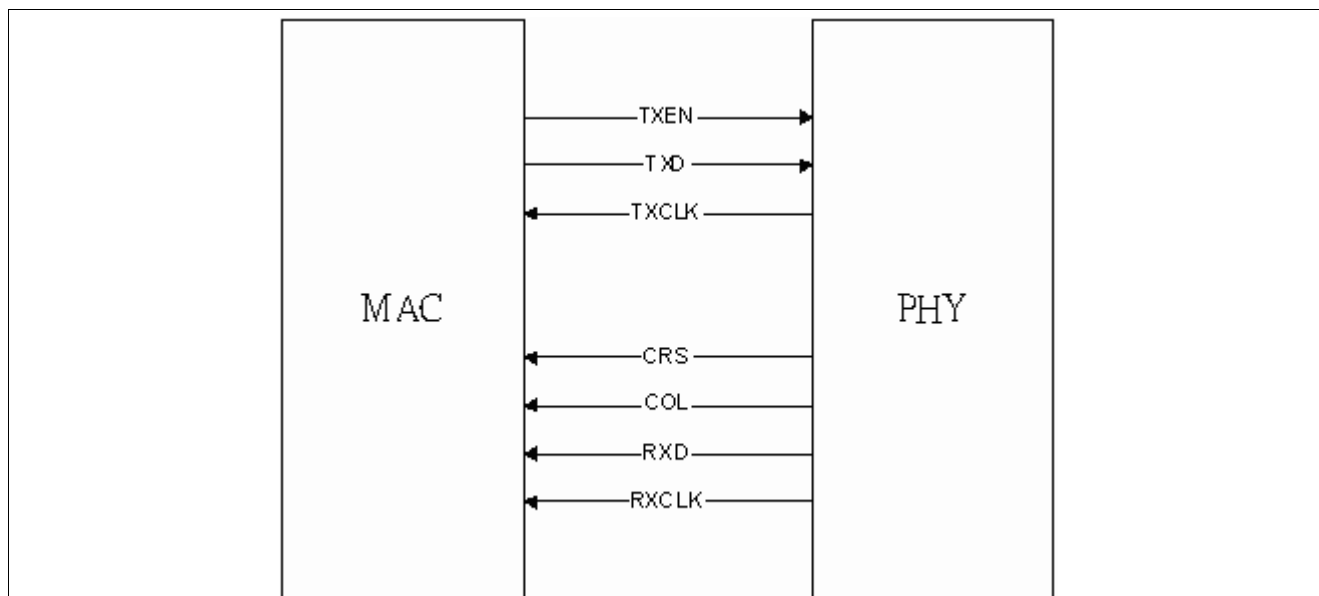 TXEN
TXD
TXCLK
MAC
PHY
CRS
COL
RXD
RXCLK